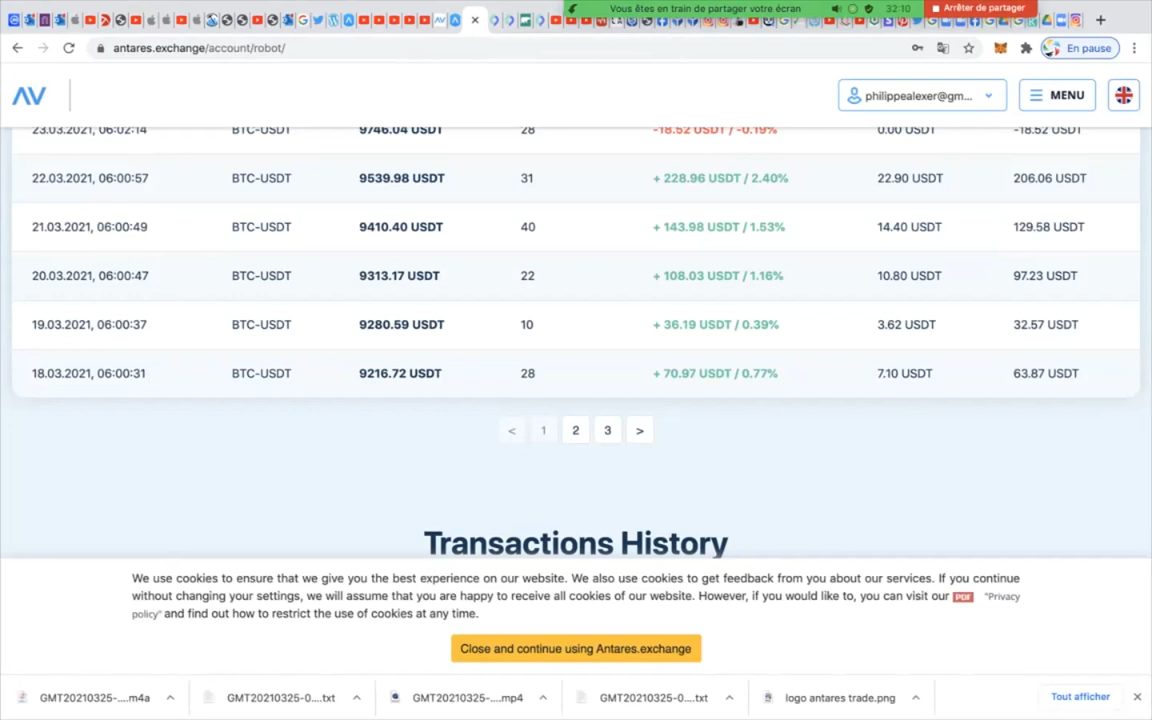 Vous êtes en train de partager votre écran
32:10
Arrêter de partager
antares.exchange/account/robot/
En pause
AV
philippealexer@gm...
MENU
23.03.2021, 06:02:14 BTC-USDT 9746.04 USDT 28 -18.52 USDT / -0.19% 0.00 USDT -18.52 USDT
22.03.2021, 06:00:57 BTC-USDT 9539.98 USDT 31 + 228.96 USDT / 2.40% 22.90 USDT 206.06 USDT
21.03.2021, 06:00:49 BTC-USDT 9410.40 USDT 40 + 143.98 USDT / 1.53% 14.40 USDT 129.58 USDT
20.03.2021, 06:00:47 BTC-USDT 9313.17 USDT 22 + 108.03 USDT / 1.16% 10.80 USDT 97.23 USDT
19.03.2021, 06:00:37 BTC-USDT 9280.59 USDT 10 + 36.19 USDT / 0.39% 3.62 USDT 32.57 USDT
18.03.2021, 06:00:31 BTC-USDT 9216.72 USDT 28 + 70.97 USDT / 0.77% 7.10 USDT 63.87 USDT
< 1 2 3 >
Transactions History
We use cookies to ensure that we give you the best experience on our website. We also use cookies to get feedback from you about our services. If you continue
without changing your settings, we will assume that you are happy to receive all cookies of our website. However, if you would like to, you can visit our PDF "Privacy
policy" and find out how to restrict the use of cookies at any time.
Close and continue using Antares.exchange
GMT20210325-....m4a
GMT20210325-0....txt
GMT20210325-....mp4
GMT20210325-0....txt
logo antares trade.png
Tout afficher